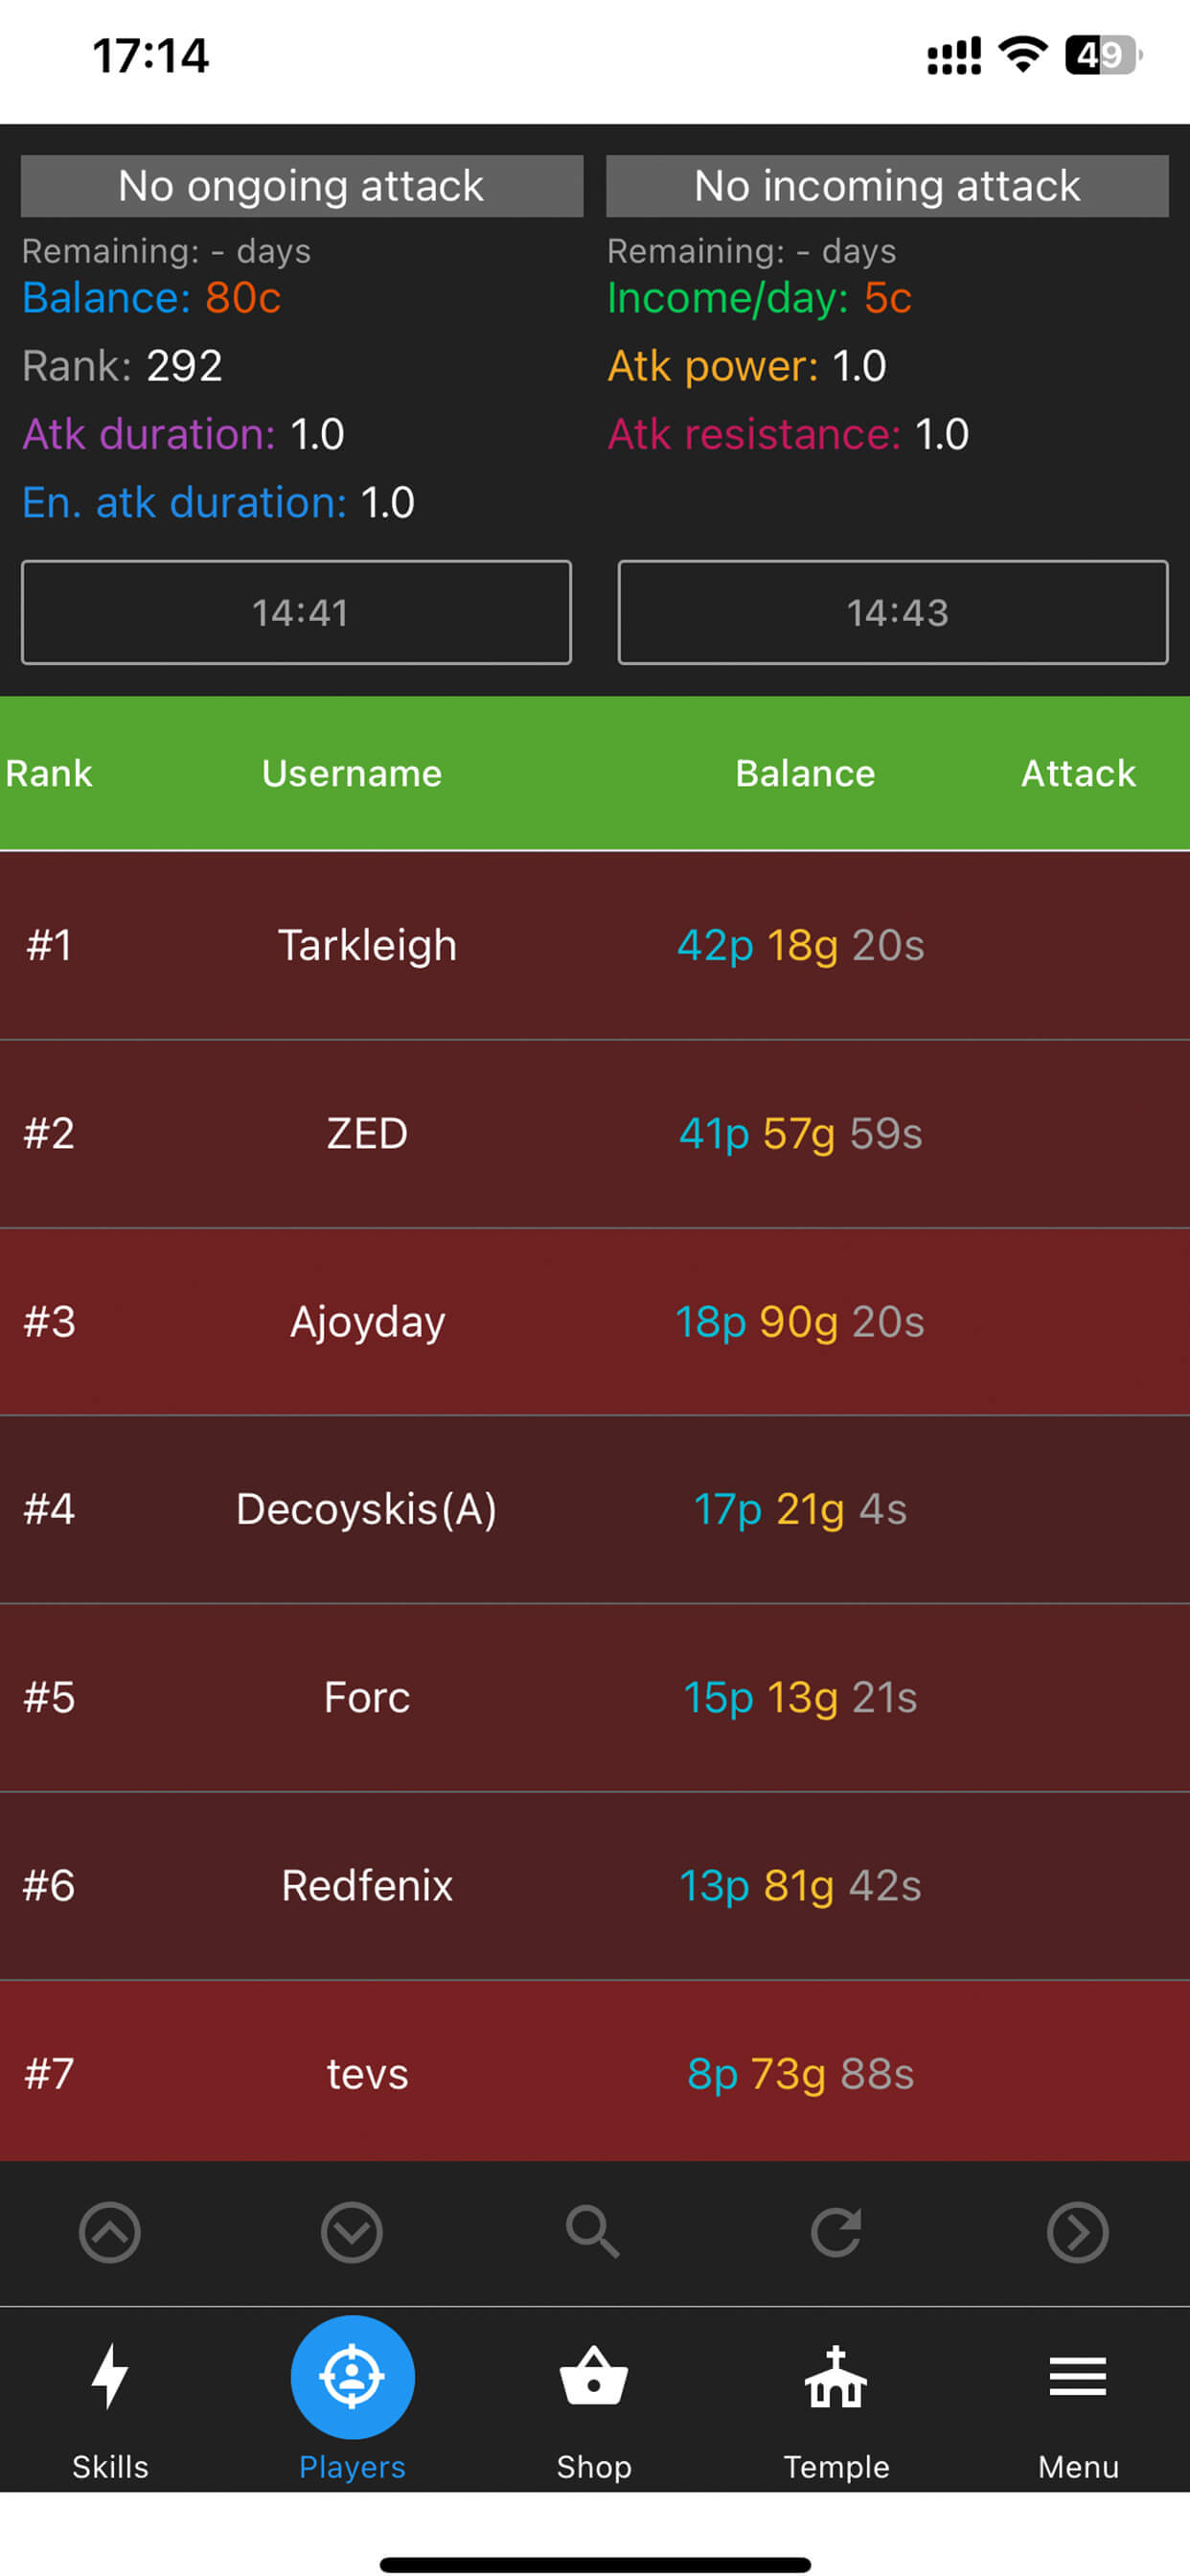 17:14 49
No ongoing attack No incoming attack
Remaining: - days Remaining: - days
Balance: 80c Income/day: 5c
Rank: 292 Atk power: 1.0
Atk duration: 1.0 Atk resistance: 1.0
En. atk duration: 1.0
14:41 14:43
Rank Username Balance Attack
#1 Tarkleigh 42p 18g 20s
#2 ZED 41p 57g 59s
#3 Ajoyday 18p 90g 20s
#4 Decoyskis(A) 17p 21g 4s
#5 Forc 15p 13g 21s
#6 Redfenix 13p 81g 42s
#7 tevs 8p 73g 88s
Skills Players Shop Temple Menu